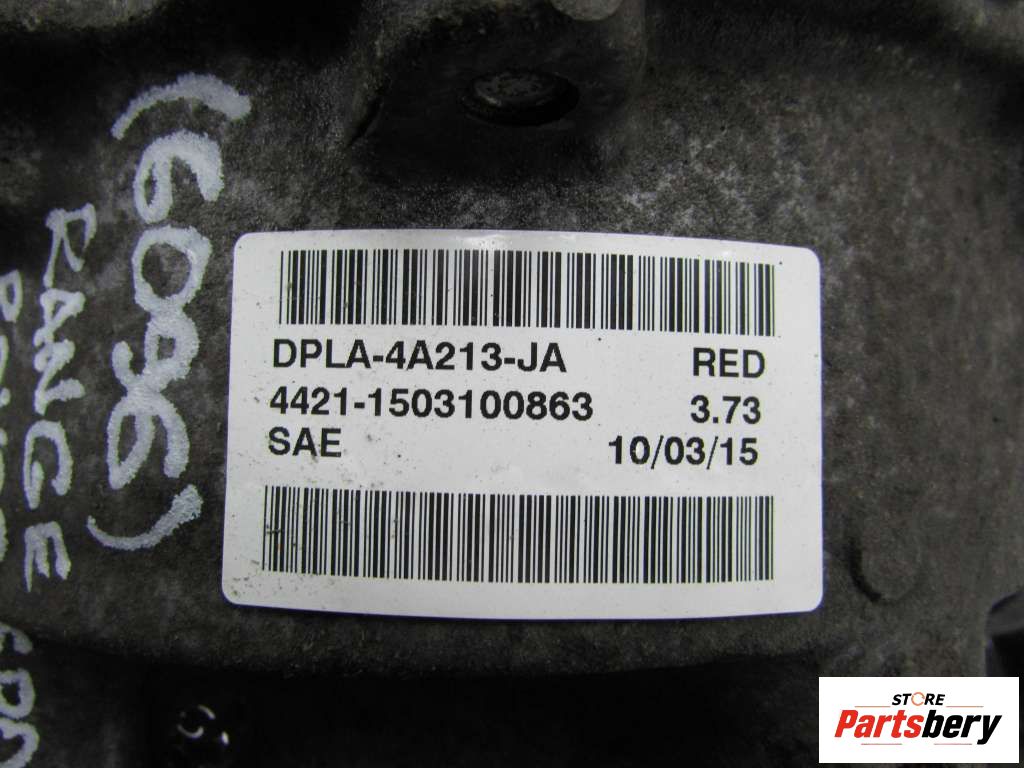 (6096)
RANGE
DPLA-4A213-JA RED
4421-1503100863 3.73
SAE 10/03/15
STORE
Partsbery